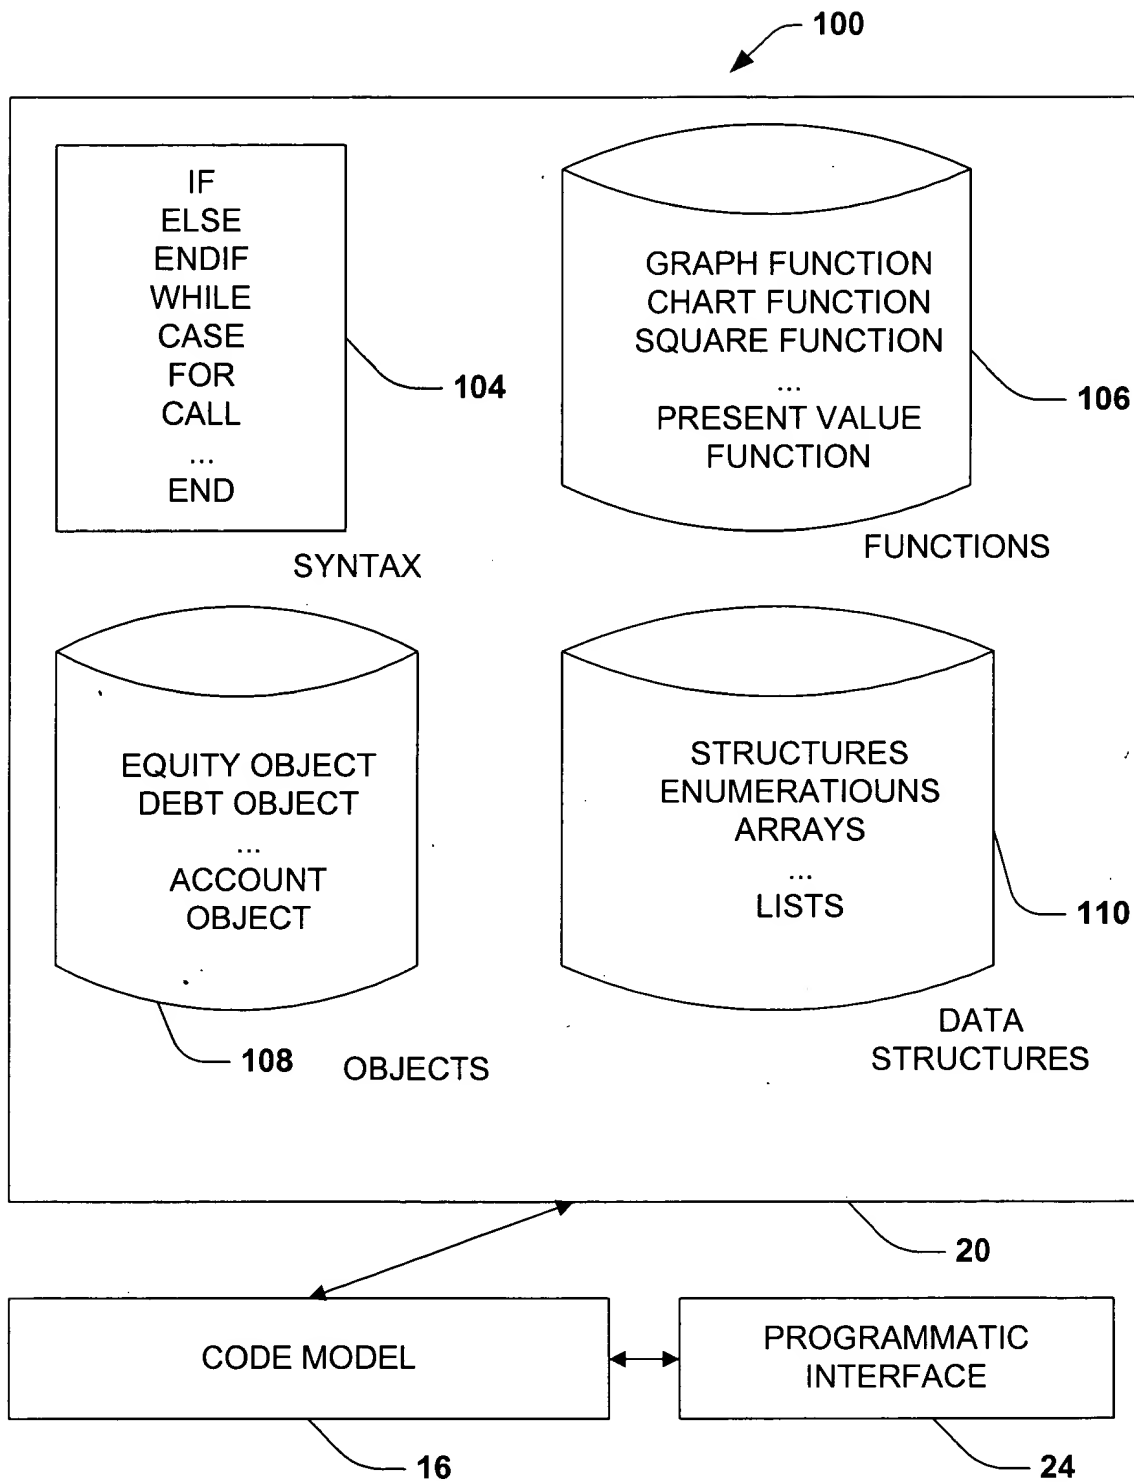 100
IF
ELSE
ENDIF
WHILE
CASE
FOR
CALL
...
END
104
SYNTAX
GRAPH FUNCTION
CHART FUNCTION
SQUARE FUNCTION
...
PRESENT VALUE
FUNCTION
106
FUNCTIONS
EQUITY OBJECT
DEBT OBJECT
...
ACCOUNT
OBJECT
108
OBJECTS
STRUCTURES
ENUMERATIOUNS
ARRAYS
...
LISTS
110
DATA
STRUCTURES
20
CODE MODEL
16
PROGRAMMATIC
INTERFACE
24